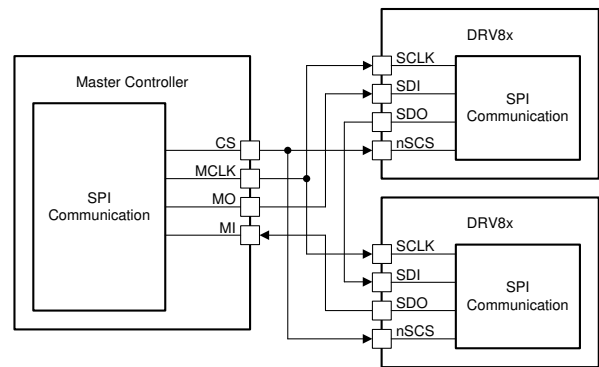 Master Controller
SPI
Communication
CS
MCLK
MO
MI
DRV8x
SCLK
SDI
SDO
nSCS
SPI
Communication
DRV8x
SCLK
SDI
SDO
nSCS
SPI
Communication